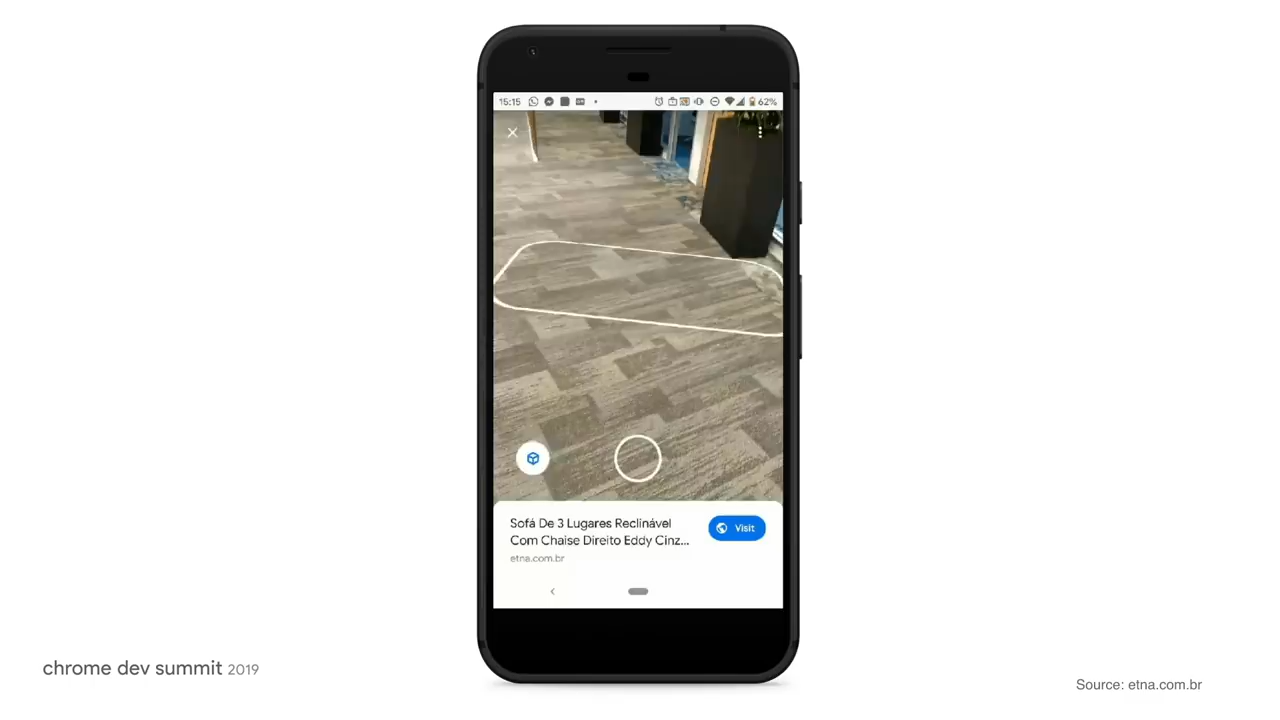 15:15
62%
Sofá De 3 Lugares Reclinável
Com Chaise Direito Eddy Cinz...
etna.com.br
Visit
chrome dev summit 2019
Source: etna.com.br